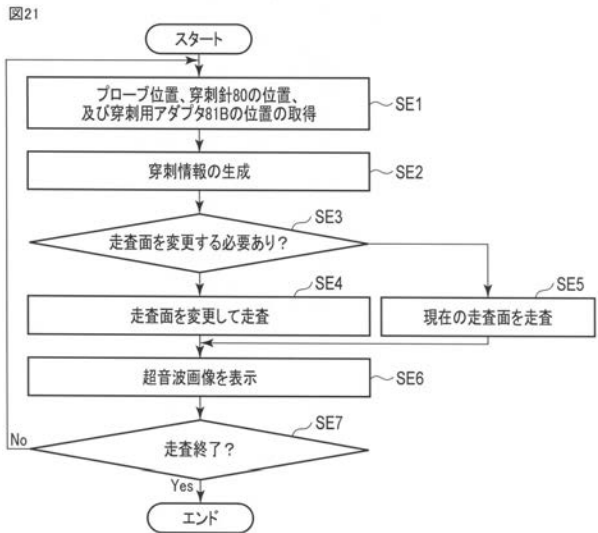 図21
スタート
プローブ位置、穿刺針80の位置、
及び穿刺用アダプタ81Bの位置の取得
SE1
穿刺情報の生成
SE2
SE3
走査面を変更する必要あり?
SE4
走査面を変更して走査
SE5
現在の走査面を走査
超音波画像を表示
SE6
SE7
走査終了?
No
Yes
エンド